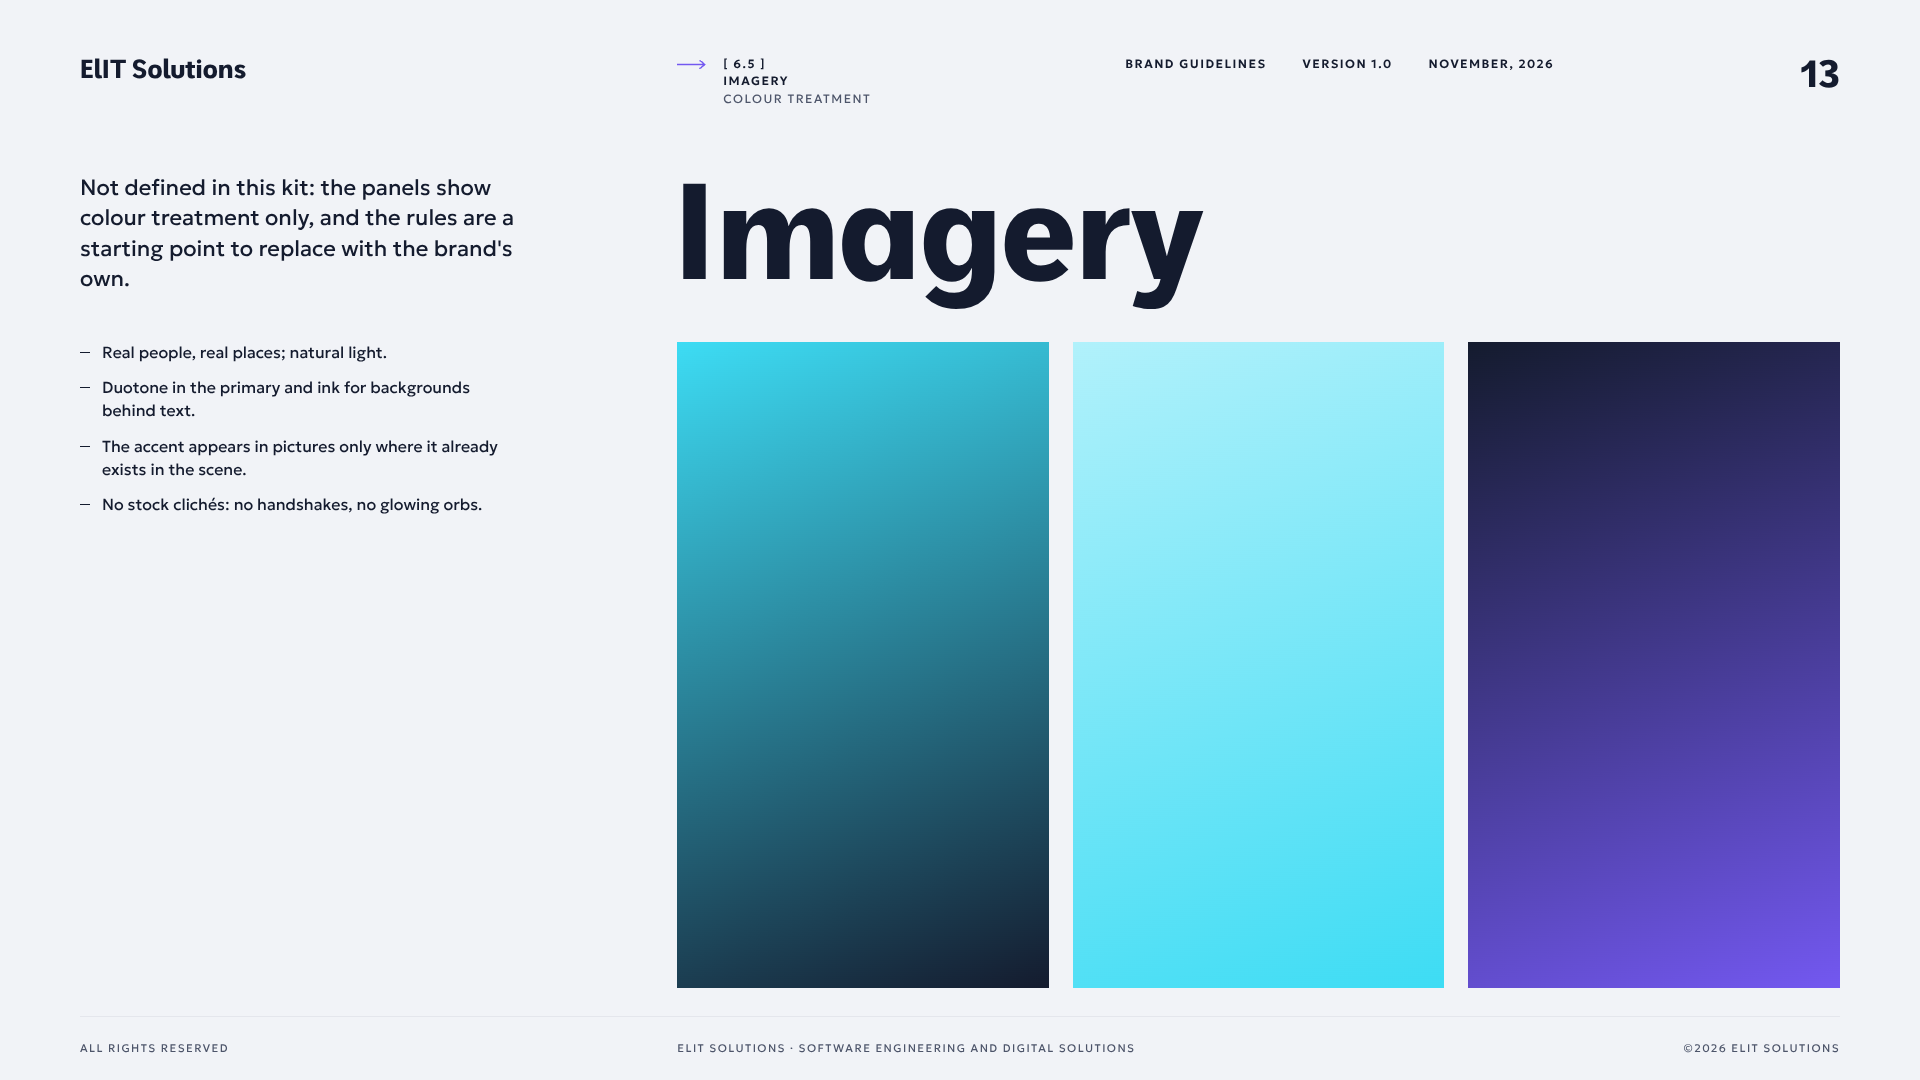 ElIT Solutions
[ 6.5 ]
IMAGERY
COLOUR TREATMENT
BRAND GUIDELINES
VERSION 1.0
NOVEMBER, 2026
13
Not defined in this kit: the panels show
colour treatment only, and the rules are a
starting point to replace with the brand's
own.
— Real people, real places; natural light.
— Duotone in the primary and ink for backgrounds
behind text.
— The accent appears in pictures only where it already
exists in the scene.
— No stock clichés: no handshakes, no glowing orbs.
Imagery
ALL RIGHTS RESERVED
ELIT SOLUTIONS · SOFTWARE ENGINEERING AND DIGITAL SOLUTIONS
©2026 ELIT SOLUTIONS